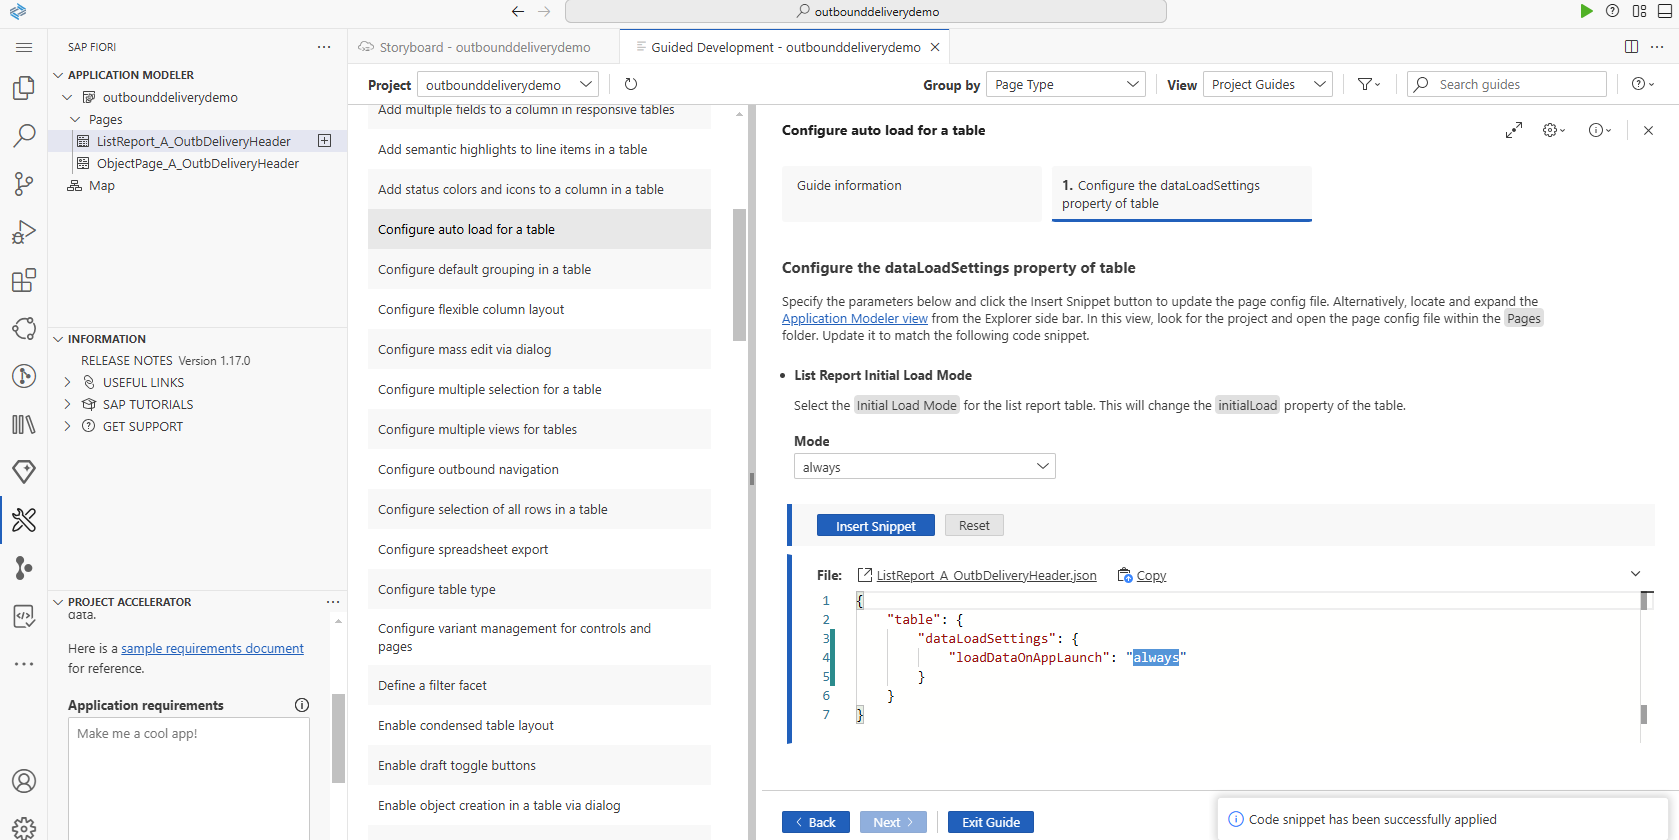 outbounddeliverydemo
SAP FIORI
APPLICATION MODELER
outbounddeliverydemo
Pages
ListReport_A_OutbDeliveryHeader
ObjectPage_A_OutbDeliveryHeader
Map
INFORMATION
RELEASE NOTES Version 1.17.0
USEFUL LINKS
SAP TUTORIALS
GET SUPPORT
PROJECT ACCELERATOR
data.
Here is a sample requirements document
for reference.
Application requirements
Make me a cool app!
Storyboard - outbounddeliverydemo
Guided Development - outbounddeliverydemo
Project
outbounddeliverydemo
Group by
Page Type
View
Project Guides
Search guides
Add multiple fields to a column in responsive tables
Add semantic highlights to line items in a table
Add status colors and icons to a column in a table
Configure auto load for a table
Configure default grouping in a table
Configure flexible column layout
Configure mass edit via dialog
Configure multiple selection for a table
Configure multiple views for tables
Configure outbound navigation
Configure selection of all rows in a table
Configure spreadsheet export
Configure table type
Configure variant management for controls and
pages
Define a filter facet
Enable condensed table layout
Enable draft toggle buttons
Enable object creation in a table via dialog
Configure auto load for a table
Guide information
1. Configure the dataLoadSettings
property of table
Configure the dataLoadSettings property of table
Specify the parameters below and click the Insert Snippet button to update the page config file. Alternatively, locate and expand the
Application Modeler view from the Explorer side bar. In this view, look for the project and open the page config file within the Pages
folder. Update it to match the following code snippet.
• List Report Initial Load Mode
Select the Initial Load Mode for the list report table. This will change the initialLoad property of the table.
Mode
always
Insert Snippet
Reset
File: ListReport_A_OutbDeliveryHeader.json Copy
1 {
2 "table": {
3 "dataLoadSettings": {
4 "loadDataOnAppLaunch": "always"
5 }
6 }
7 }
Back
Next
Exit Guide
Code snippet has been successfully applied